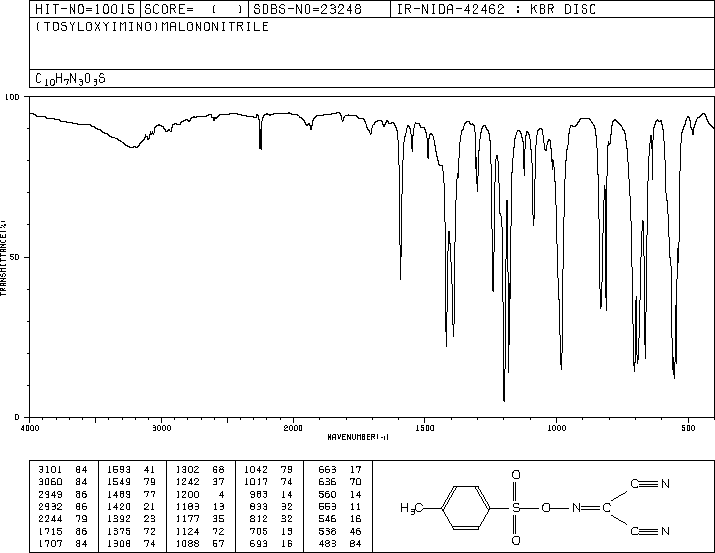 HIT-NO=10015 SCORE= ( ) SDBS-NO=23248 IR-NIDA-42462 : KBR DISC
(TOSYLOXYIMINO)MALONONITRILE
C10H7N3O3S
100
TRANSMITTANCE(%)
50
0
4000 3000 2000 1500 1000 500
WAVENUMBER(-1)
3101 84 1593 41 1302 68 1042 79 663 17
3060 84 1549 79 1242 37 1017 74 636 70
2949 86 1489 77 1200 4 983 14 560 14
2932 86 1420 21 1183 13 833 32 553 11
2244 79 1392 23 1177 35 812 32 546 16
1715 86 1375 72 1124 72 705 13 538 46
1707 84 1308 74 1088 57 693 16 483 84
O
C≡N
H3C S O N C
O
C≡N